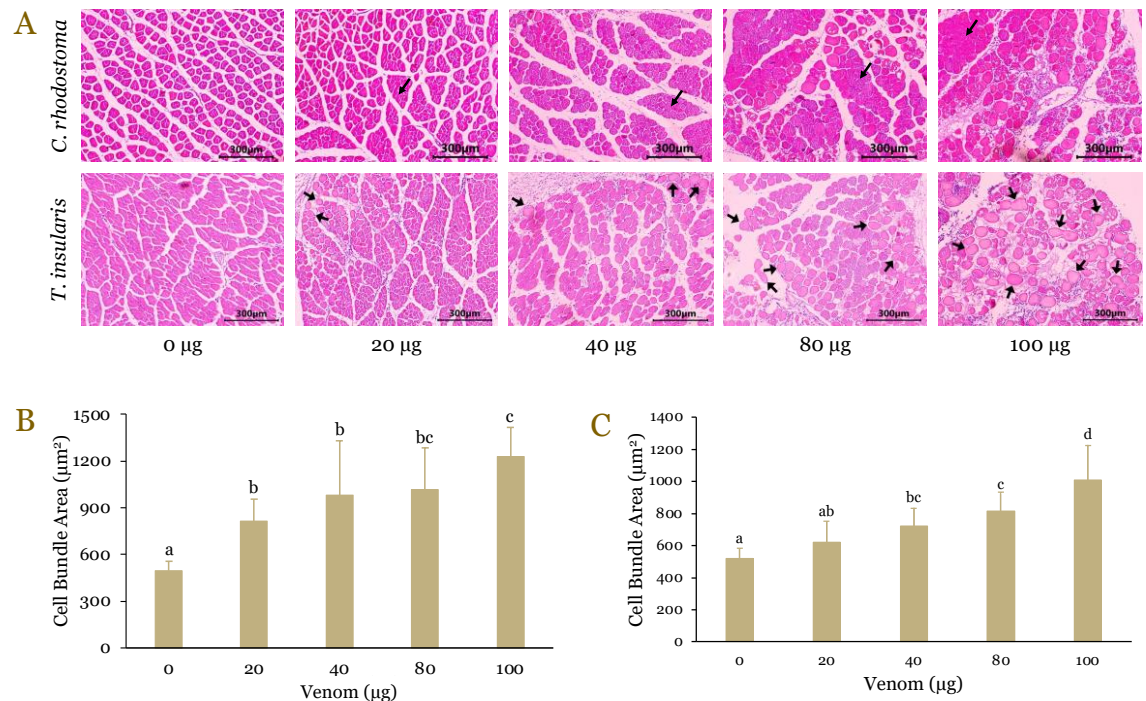 A
C. rhodostoma
300μm 300μm 300μm 300μm 300μm
T. insularis
300μm 300μm 300μm 300μm 300μm
0 µg 20 µg 40 µg 80 µg 100 µg
B
Cell Bundle Area (µm²)
1500
1200
900
600
300
0
a b b bc c
0 20 40 80 100
Venom (µg)
C
Cell Bundle Area (µm²)
1400
1200
1000
800
600
400
200
0
a ab bc c d
0 20 40 80 100
Venom (µg)